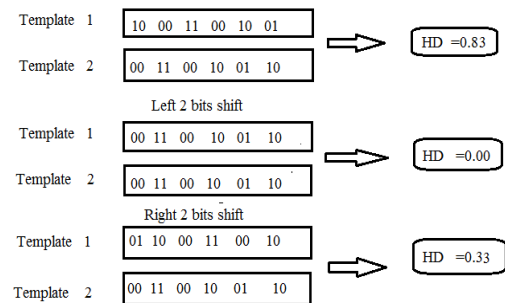 Template 1 10 00 11 00 10 01
HD =0.83
Template 2 00 11 00 10 01 10
Left 2 bits shift
Template 1 00 11 00 10 01 10
HD =0.00
Template 2 00 11 00 10 01 10
Right 2 bits shift
Template 1 01 10 00 11 00 10
HD =0.33
Template 2 00 11 00 10 01 10